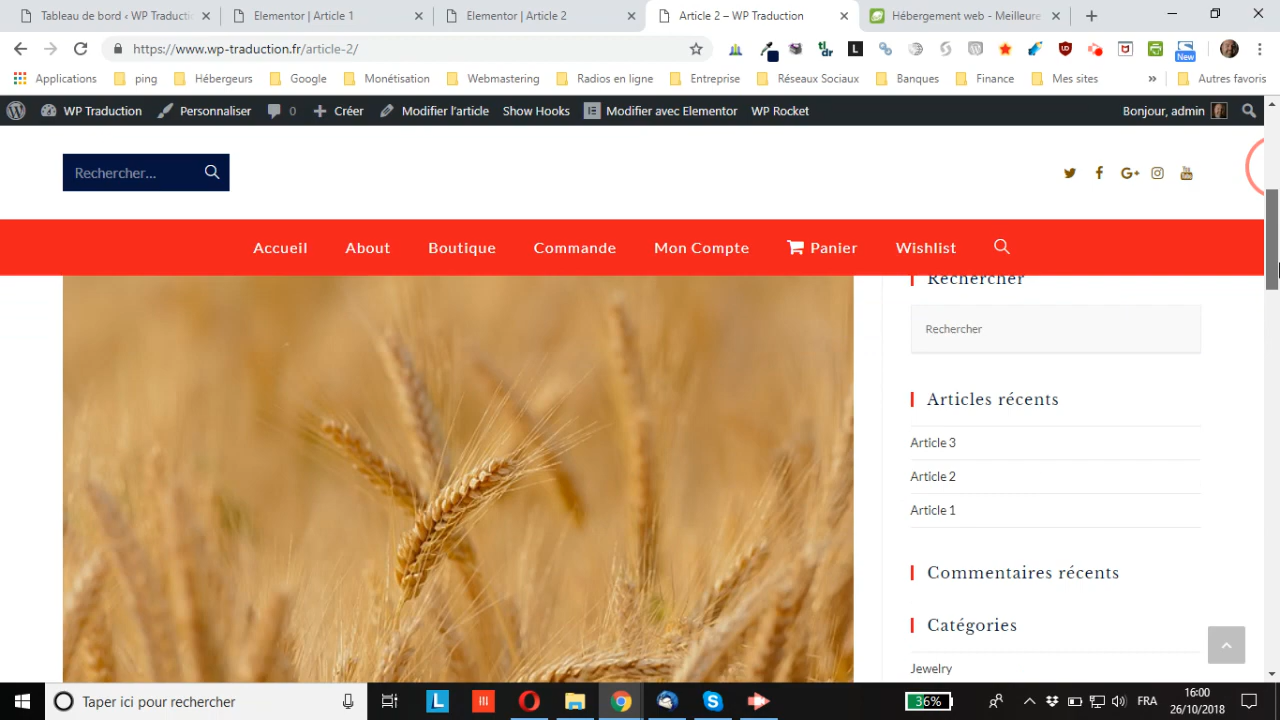 Tableau de bord ‹ WP Traducti
Elementor | Article 1
Elementor | Article 2
Article 2 – WP Traduction
Hébergement web - Meilleure
https://www.wp-traduction.fr/article-2/
New
Applications
ping
Hébergeurs
Google
Monétisation
Webmastering
Radios en ligne
Entreprise
Réseaux Sociaux
Banques
Finance
Mes sites
»
Autres favoris
WP Traduction
Personnaliser
0
Créer
Modifier l'article
Show Hooks
Modifier avec Elementor
WP Rocket
Bonjour, admin
Rechercher...
Accueil
About
Boutique
Commande
Mon Compte
Panier
Wishlist
Rechercher
Rechercher
Articles récents
Article 3
Article 2
Article 1
Commentaires récents
Catégories
Jewelry
Taper ici pour rechercher
36%
FRA
16:00
26/10/2018